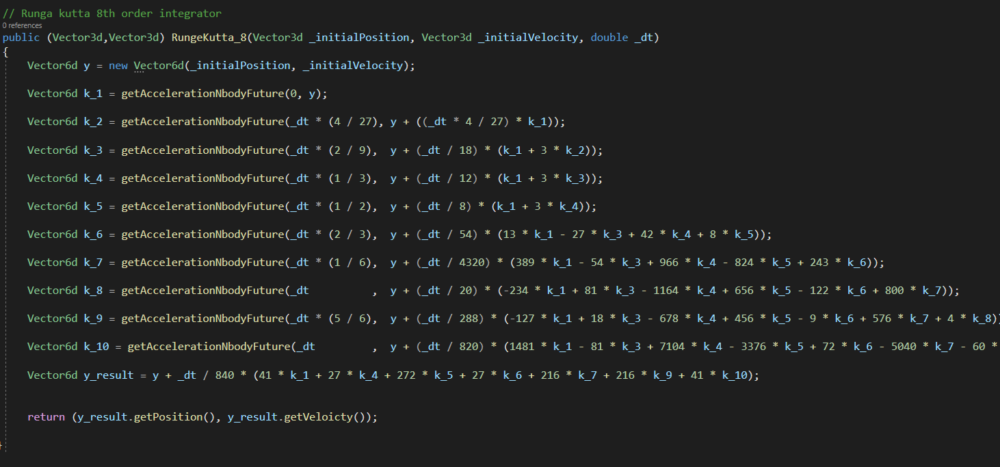 // Runga kutta 8th order integrator
0 references
public (Vector3d,Vector3d) RungeKutta_8(Vector3d _initialPosition, Vector3d _initialVelocity, double _dt)
{
Vector6d y = new Vector6d(_initialPosition, _initialVelocity);
Vector6d k_1 = getAccelerationNbodyFuture(0, y);
Vector6d k_2 = getAccelerationNbodyFuture(_dt * (4 / 27), y + ((_dt * 4 / 27) * k_1));
Vector6d k_3 = getAccelerationNbodyFuture(_dt * (2 / 9),  y + (_dt / 18) * (k_1 + 3 * k_2));
Vector6d k_4 = getAccelerationNbodyFuture(_dt * (1 / 3),  y + (_dt / 12) * (k_1 + 3 * k_3));
Vector6d k_5 = getAccelerationNbodyFuture(_dt * (1 / 2),  y + (_dt / 8) * (k_1 + 3 * k_4));
Vector6d k_6 = getAccelerationNbodyFuture(_dt * (2 / 3),  y + (_dt / 54) * (13 * k_1 - 27 * k_3 + 42 * k_4 + 8 * k_5));
Vector6d k_7 = getAccelerationNbodyFuture(_dt * (1 / 6),  y + (_dt / 4320) * (389 * k_1 - 54 * k_3 + 966 * k_4 - 824 * k_5 + 243 * k_6));
Vector6d k_8 = getAccelerationNbodyFuture(_dt          ,  y + (_dt / 20) * (-234 * k_1 + 81 * k_3 - 1164 * k_4 + 656 * k_5 - 122 * k_6 + 800 * k_7));
Vector6d k_9 = getAccelerationNbodyFuture(_dt * (5 / 6),  y + (_dt / 288) * (-127 * k_1 + 18 * k_3 - 678 * k_4 + 456 * k_5 - 9 * k_6 + 576 * k_7 + 4 * k_8)
Vector6d k_10 = getAccelerationNbodyFuture(_dt         ,  y + (_dt / 820) * (1481 * k_1 - 81 * k_3 + 7104 * k_4 - 3376 * k_5 + 72 * k_6 - 5040 * k_7 - 60 *
Vector6d y_result = y + _dt / 840 * (41 * k_1 + 27 * k_4 + 272 * k_5 + 27 * k_6 + 216 * k_7 + 216 * k_9 + 41 * k_10);
return (y_result.getPosition(), y_result.getVeloicty());
}